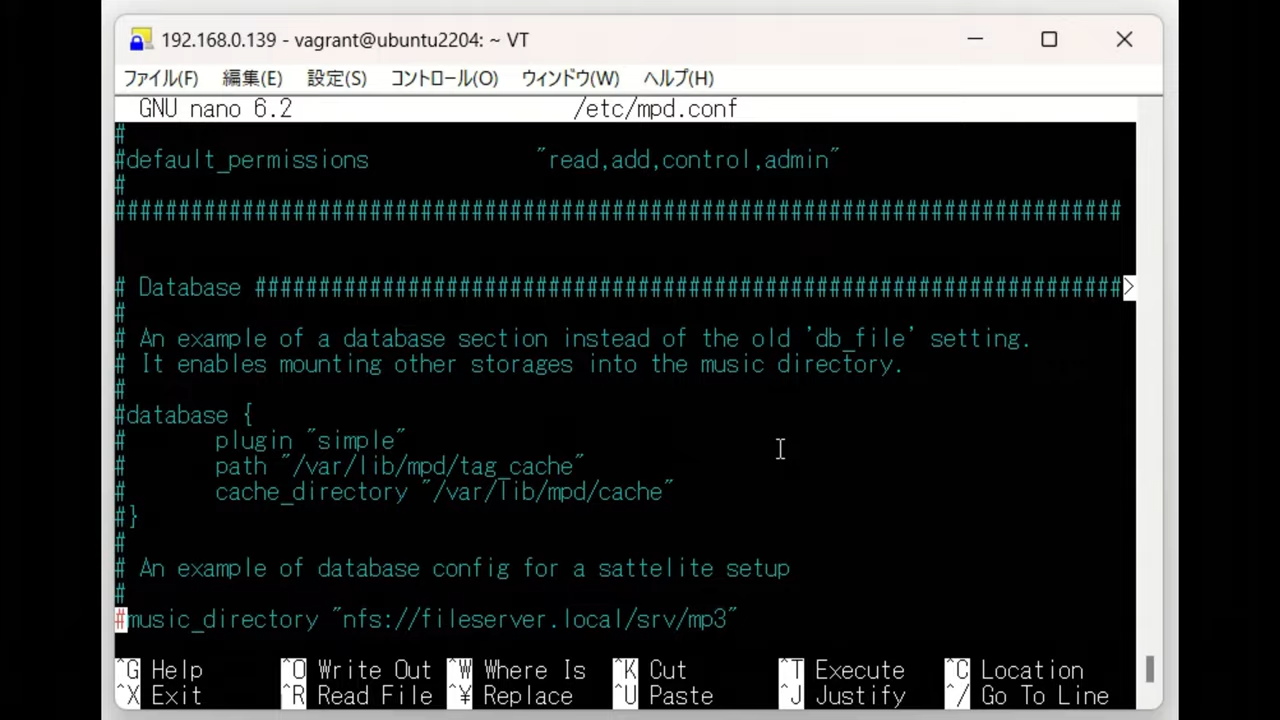 192.168.0.139 - vagrant@ubuntu2204: ~ VT
ファイル(F) 編集(E) 設定(S) コントロール(O) ウィンドウ(W) ヘルプ(H)
GNU nano 6.2 /etc/mpd.conf
#
#default_permissions "read,add,control,admin"
#
###############################################################################
# Database ####################################################################>
#
# An example of a database section instead of the old 'db_file' setting.
# It enables mounting other storages into the music directory.
#
#database {
# plugin "simple"
# path "/var/lib/mpd/tag_cache"
# cache_directory "/var/lib/mpd/cache"
#}
#
# An example of database config for a sattelite setup
#
#music_directory "nfs://fileserver.local/srv/mp3"
^G Help ^O Write Out ^W Where Is ^K Cut ^T Execute ^C Location
^X Exit ^R Read File ^¥ Replace ^U Paste ^J Justify ^/ Go To Line